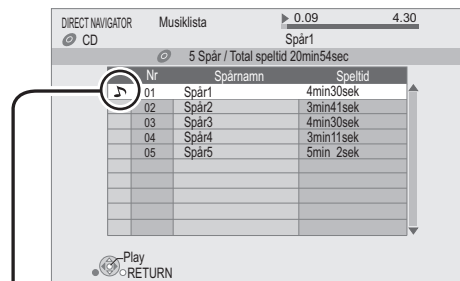 DIRECT NAVIGATOR Musiklista 0.09 4.30
CD Spår1
5 Spår / Total speltid 20min54sec
Nr Spårnamn Speltid
01 Spår1 4min30sek
02 Spår2 3min41sek
03 Spår3 4min30sek
04 Spår4 3min11sek
05 Spår5 5min 2sek
Play
RETURN